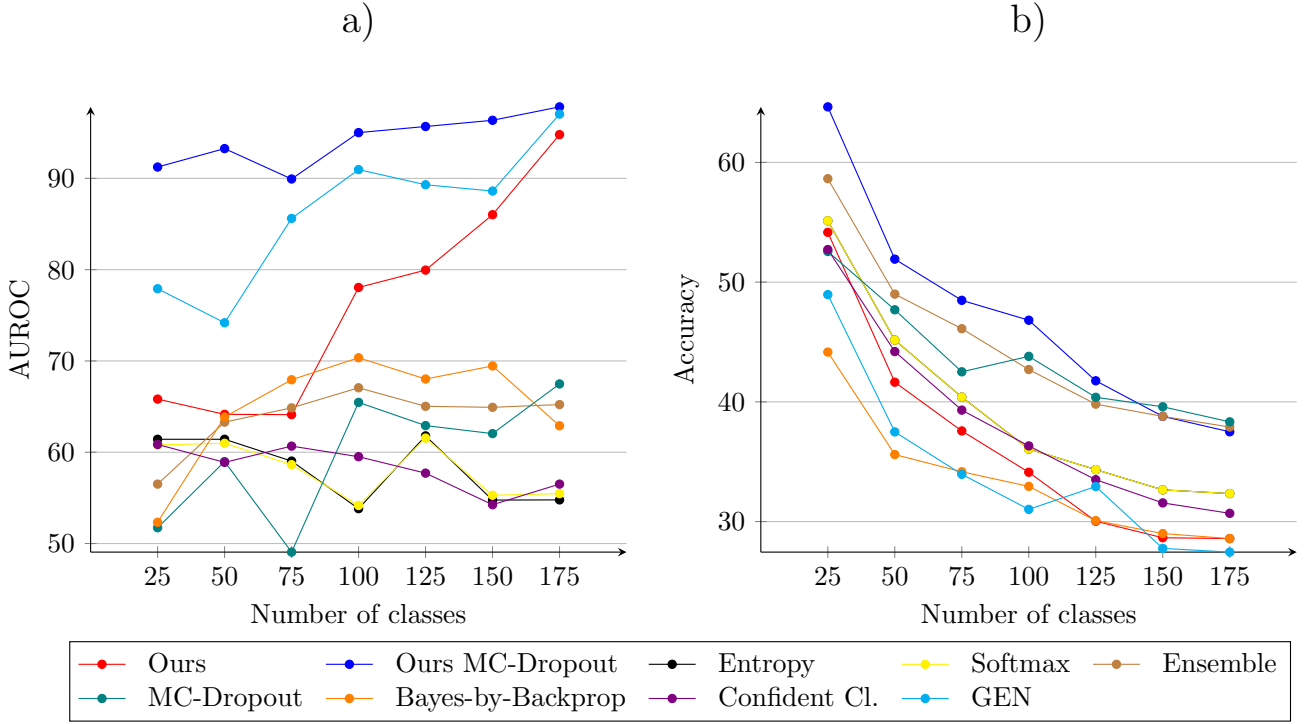 a)
b)
AUROC
90
80
70
60
50
25 50 75 100 125 150 175
Number of classes
Accuracy
60
50
40
30
25 50 75 100 125 150 175
Number of classes
Ours Ours MC-Dropout Entropy Softmax Ensemble
MC-Dropout Bayes-by-Backprop Confident Cl. GEN